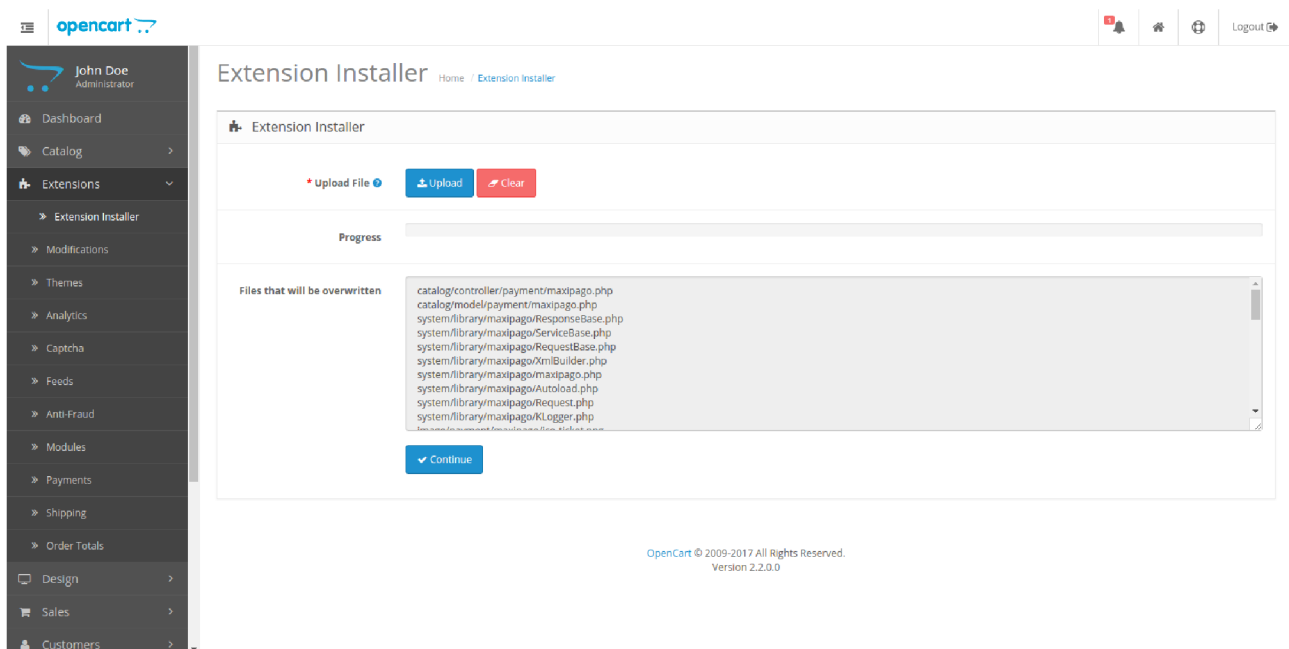 opencart
1
Logout
John Doe
Administrator
Extension Installer
Home / Extension Installer
Dashboard
Catalog
Extensions
Extension Installer
Modifications
Themes
Analytics
Captcha
Feeds
Anti-Fraud
Modules
Payments
Shipping
Order Totals
Design
Sales
Customers
Extension Installer
* Upload File
Upload
Clear
Progress
Files that will be overwritten
catalog/controller/payment/maxipago.php
catalog/model/payment/maxipago.php
system/library/maxipago/ResponseBase.php
system/library/maxipago/ServiceBase.php
system/library/maxipago/RequestBase.php
system/library/maxipago/XmlBuilder.php
system/library/maxipago/maxipago.php
system/library/maxipago/Autoload.php
system/library/maxipago/Request.php
system/library/maxipago/KLogger.php
Continue
OpenCart © 2009-2017 All Rights Reserved.
Version 2.2.0.0